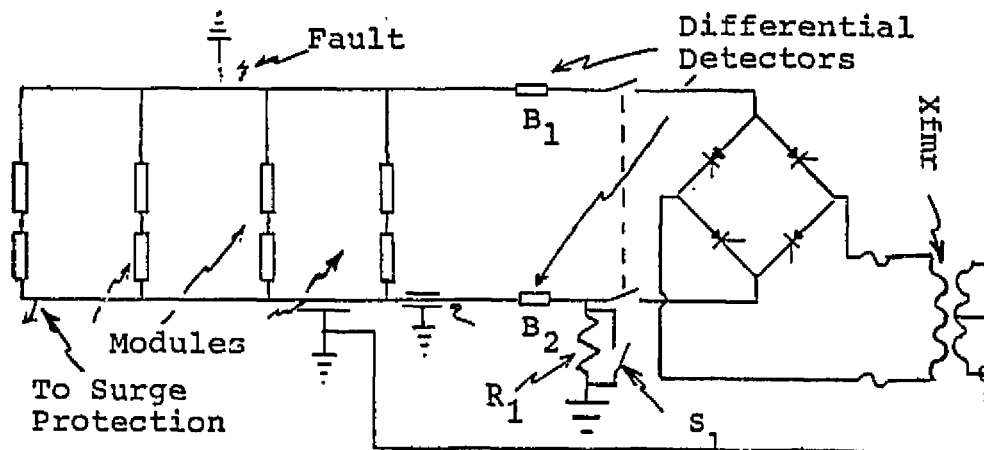 Differential
Detectors
Fault
B1
Xfmr
B2
Modules
R1
To Surge
Protection
S1